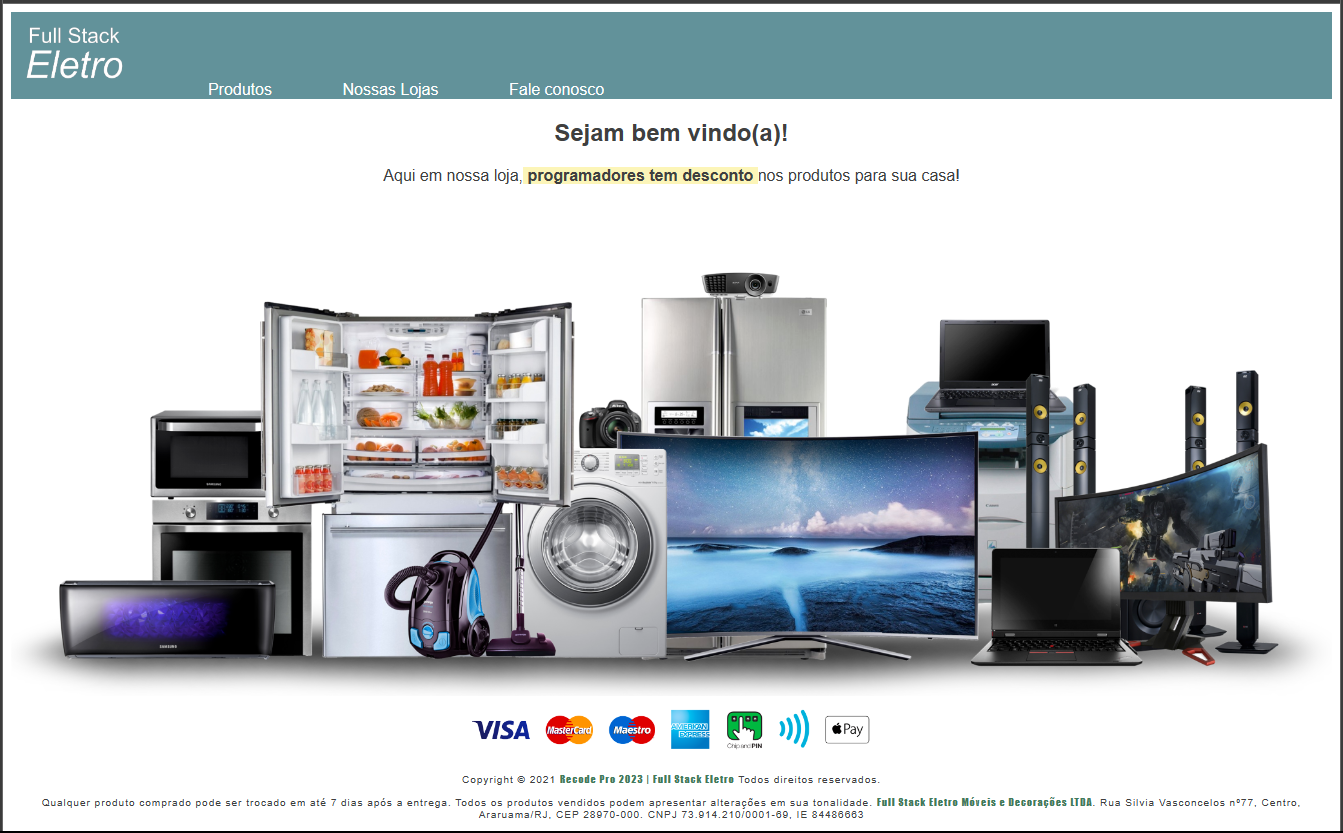 Full Stack
Eletro
Produtos Nossas Lojas Fale conosco
Sejam bem vindo(a)!
Aqui em nossa loja, programadores tem desconto nos produtos para sua casa!
SAMSUNG
SAMSUNG
VISA MasterCard Maestro AMERICAN EXPRESS Chip and PIN Pay
Copyright © 2021 Recode Pro 2023 | Full Stack Eletro Todos direitos reservados.
Qualquer produto comprado pode ser trocado em até 7 dias após a entrega. Todos os produtos vendidos podem apresentar alterações em sua tonalidade. Full Stack Eletro Móveis e Decorações LTDA. Rua Silvia Vasconcelos nº77, Centro,
Araruama/RJ, CEP 28970-000. CNPJ 73.914.210/0001-69, IE 84486663